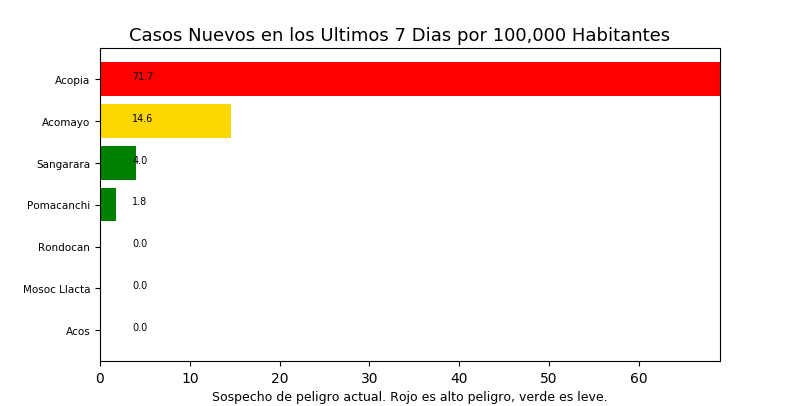 Casos Nuevos en los Ultimos 7 Dias por 100,000 Habitantes
Acopia 71.7
Acomayo 14.6
Sangarara 4.0
Pomacanchi 1.8
Rondocan 0.0
Mosoc Llacta 0.0
Acos 0.0
0 10 20 30 40 50 60
Sospecho de peligro actual. Rojo es alto peligro, verde es leve.